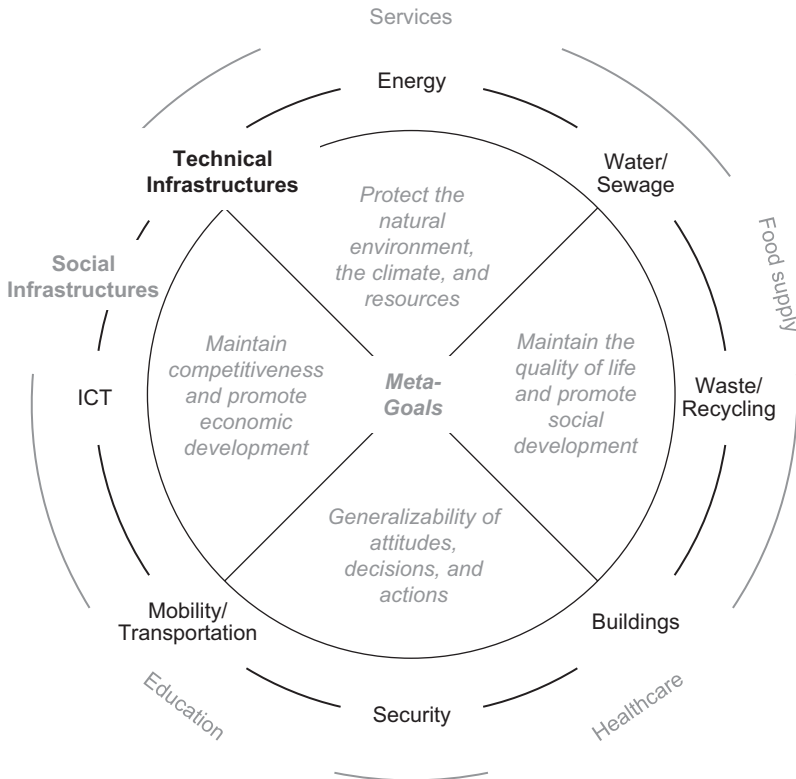 Services
Energy
Technical
Infrastructures
Water/
Sewage
Protect the
natural
environment,
the climate, and
resources
Social
Infrastructures
Food supply
Maintain
competitiveness
and promote
economic
development
Meta-
Goals
Maintain the
quality of life
and promote
social
development
ICT
Waste/
Recycling
Generalizability of
attitudes,
decisions, and
actions
Mobility/
Transportation
Buildings
Education
Security
Healthcare